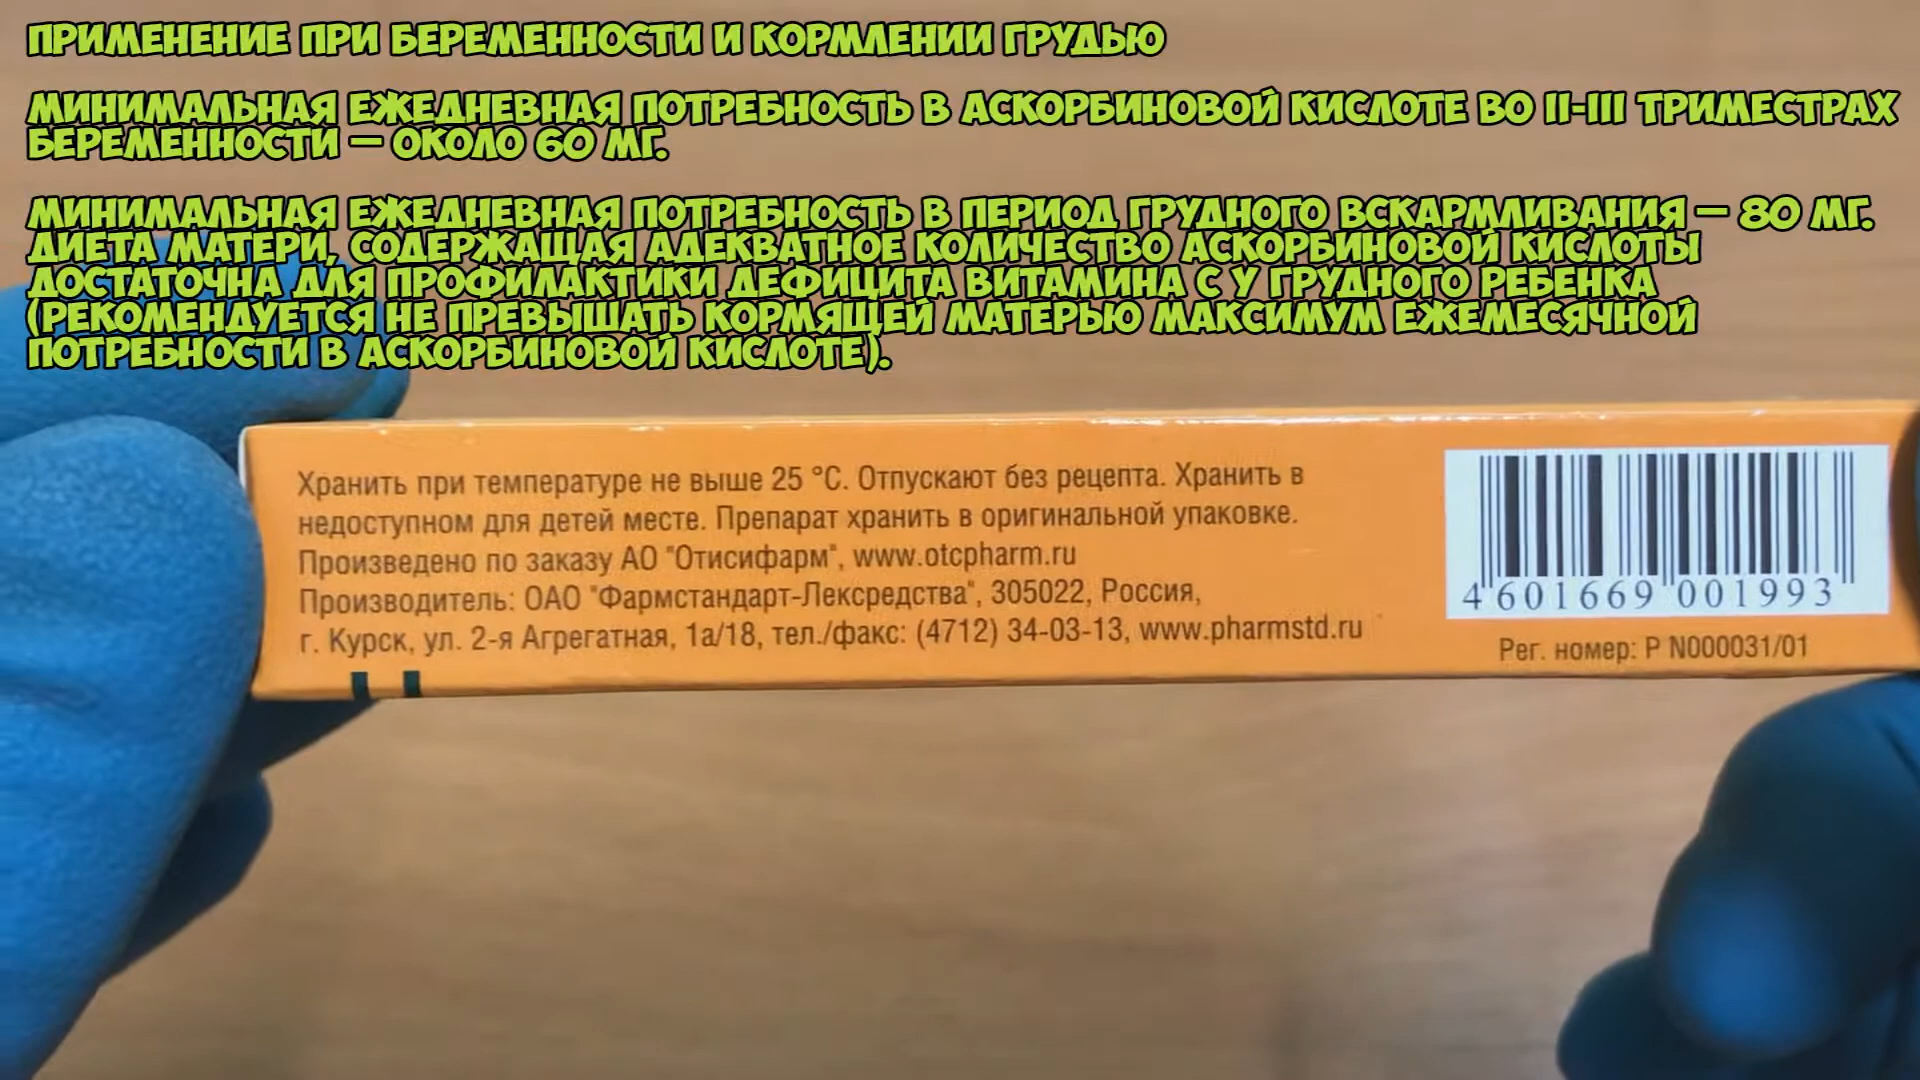 ПРИМЕНЕНИЕ ПРИ БЕРЕМЕННОСТИ И КОРМЛЕНИИ ГРУДЬЮ
МИНИМАЛЬНАЯ ЕЖЕДНЕВНАЯ ПОТРЕБНОСТЬ В АСКОРБИНОВОЙ КИСЛОТЕ ВО II-III ТРИМЕСТРАХ
БЕРЕМЕННОСТИ — ОКОЛО 60 МГ.
МИНИМАЛЬНАЯ ЕЖЕДНЕВНАЯ ПОТРЕБНОСТЬ В ПЕРИОД ГРУДНОГО ВСКАРМЛИВАНИЯ — 80 МГ.
ДИЕТА МАТЕРИ, СОДЕРЖАЩАЯ АДЕКВАТНОЕ КОЛИЧЕСТВО АСКОРБИНОВОЙ КИСЛОТЫ
ДОСТАТОЧНА ДЛЯ ПРОФИЛАКТИКИ ДЕФИЦИТА ВИТАМИНА С У ГРУДНОГО РЕБЕНКА
(РЕКОМЕНДУЕТСЯ НЕ ПРЕВЫШАТЬ КОРМЯЩЕЙ МАТЕРЬЮ МАКСИМУМ ЕЖЕМЕСЯЧНОЙ
ПОТРЕБНОСТИ В АСКОРБИНОВОЙ КИСЛОТЕ).
Хранить при температуре не выше 25 °С. Отпускают без рецепта. Хранить в
недоступном для детей месте. Препарат хранить в оригинальной упаковке.
Произведено по заказу АО "Отисифарм", www.otcpharm.ru
Производитель: ОАО "Фармстандарт-Лексредства", 305022, Россия,
г. Курск, ул. 2-я Агрегатная, 1а/18, тел./факс: (4712) 34-03-13, www.pharmstd.ru
4 601669 001993
Рег. номер: Р N000031/01